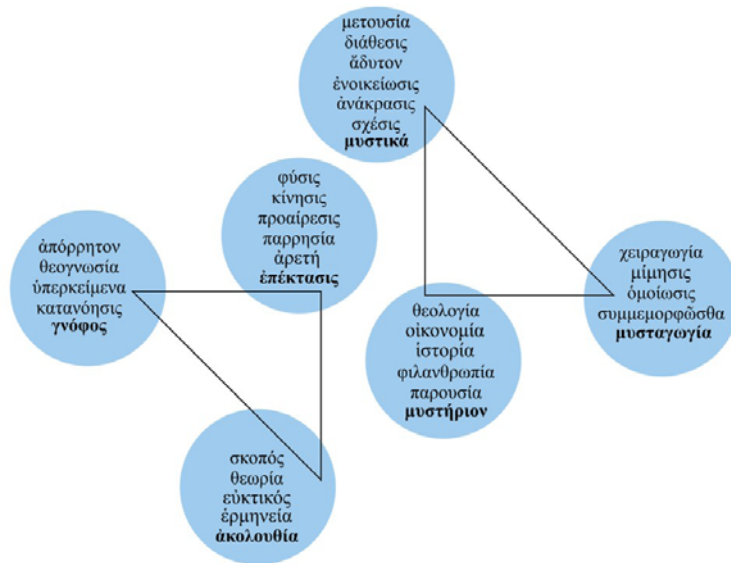 μετουσία
διάθεσις
ἄδυτον
ἐνοικείωσις
ἀνάκρασις
σχέσις
μυστικά
φύσις
κίνησις
προαίρεσις
παρρησία
ἀρετή
ἐπέκτασις
ἀπόρρητον
θεογνωσία
ὑπερκείμενα
κατανόησις
γνόφος
χειραγωγία
μίμησις
ὁμοίωσις
συμμεμορφῶσθα
μυσταγωγία
θεολογία
οἰκονομία
ἱστορία
φιλανθρωπία
παρουσία
μυστήριον
σκοπός
θεωρία
εὐκτικός
ἑρμηνεία
ἀκολουθία